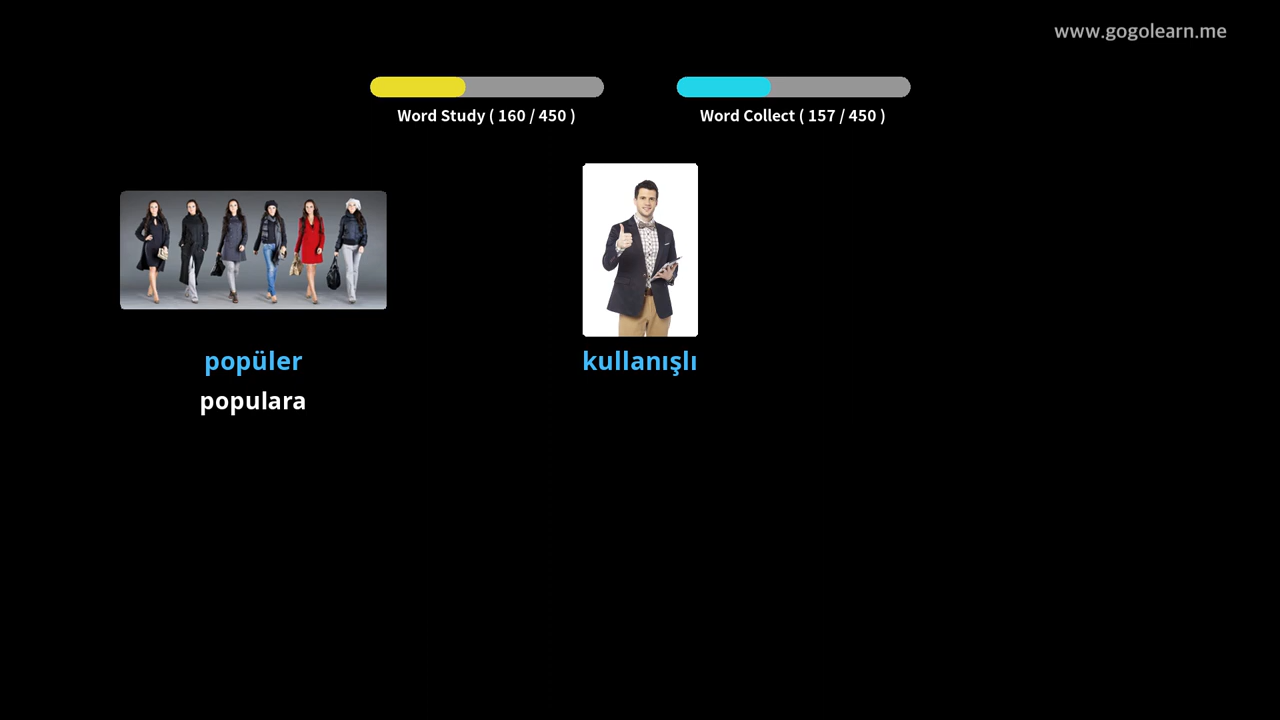 www.gogolearn.me
Word Study ( 160 / 450 )
Word Collect ( 157 / 450 )
popüler
kullanışlı
populara